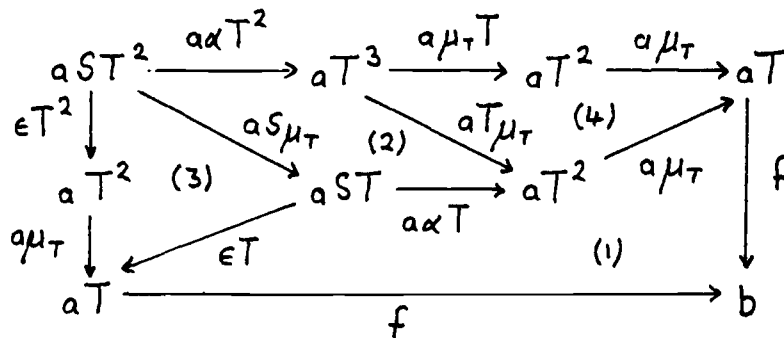 aαT² aμ_TT aμ_T
aST² aT³ aT² aT
εT² aSμ_T (2) aTμ_T (4)
aT² (3) aST aT² aμ_T f
aμ_T εT aαT (1)
aT b
f